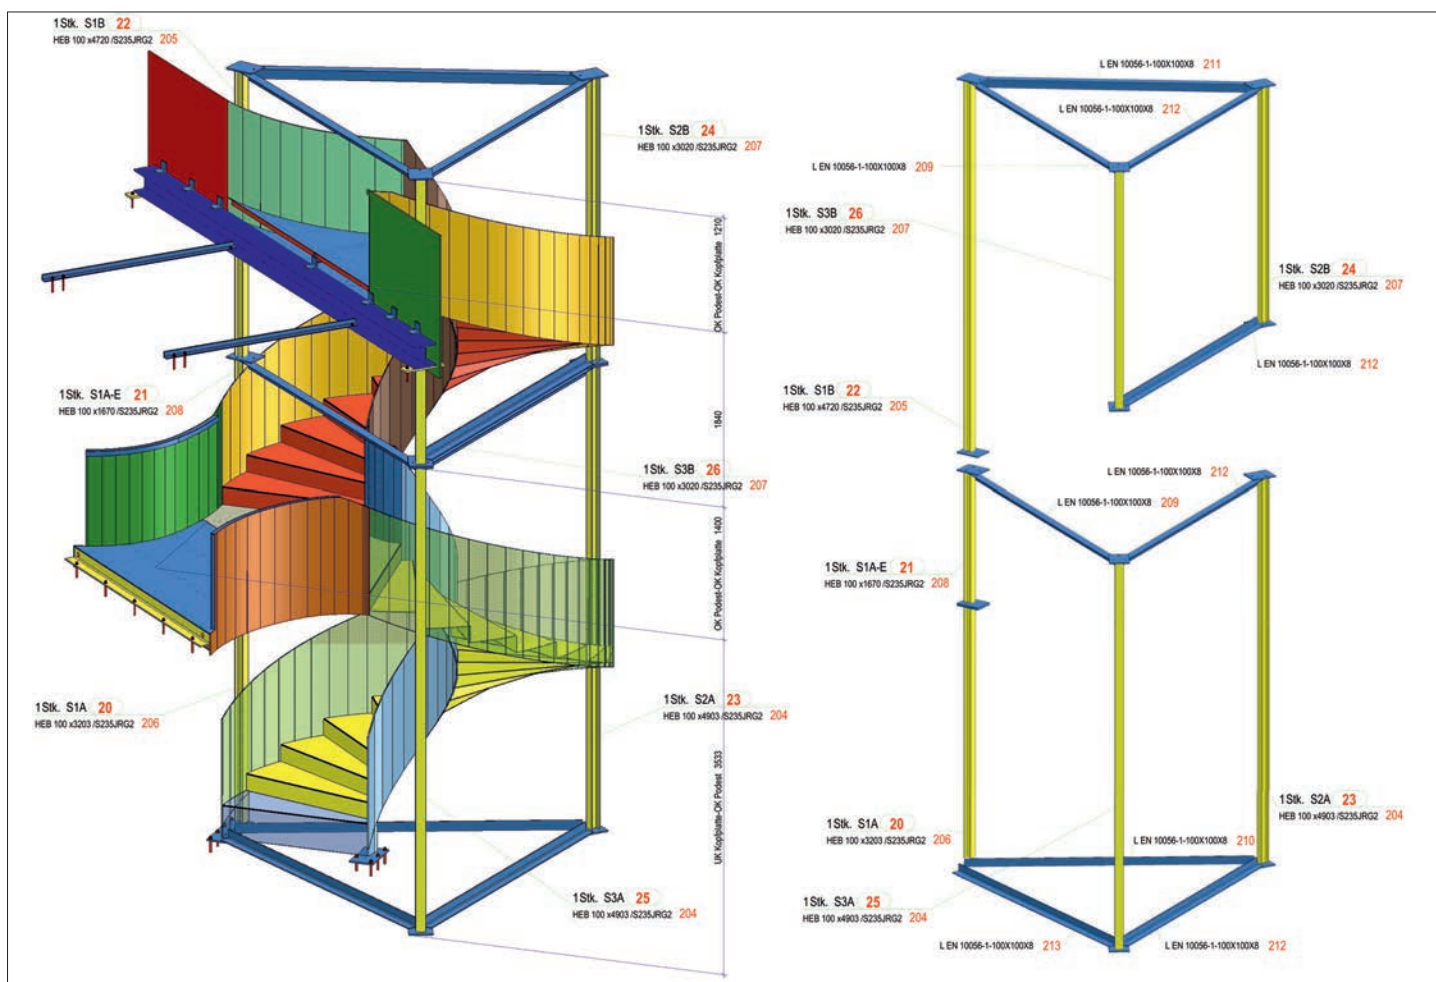 1Stk. S1B 22
HEB 100 x4720 /S235JRG2 205
1Stk. S2B 24
HEB 100 x3020 /S235JRG2 207
OK Podest-OK Kopfplatte 1210
1Stk. S1A-E 21
HEB 100 x1670 /S235JRG2 208
1840
1Stk. S3B 26
HEB 100 x3020 /S235JRG2 207
OK Podest-OK Kopfplatte 1400
1Stk. S1A 20
HEB 100 x3203 /S235JRG2 206
1Stk. S2A 23
HEB 100 x4903 /S235JRG2 204
UK Kopfplatte-OK Podest 3533
1Stk. S3A 25
HEB 100 x4903 /S235JRG2 204
L EN 10056-1-100X100X8 211
L EN 10056-1-100X100X8 212
L EN 10056-1-100X100X8 209
1Stk. S3B 26
HEB 100 x3020 /S235JRG2 207
1Stk. S2B 24
HEB 100 x3020 /S235JRG2 207
L EN 10056-1-100X100X8 212
1Stk. S1B 22
HEB 100 x4720 /S235JRG2 205
L EN 10056-1-100X100X8 212
L EN 10056-1-100X100X8 209
1Stk. S1A-E 21
HEB 100 x1670 /S235JRG2 208
1Stk. S2A 23
HEB 100 x4903 /S235JRG2 204
1Stk. S1A 20
HEB 100 x3203 /S235JRG2 206
L EN 10056-1-100X100X8 210
1Stk. S3A 25
HEB 100 x4903 /S235JRG2 204
L EN 10056-1-100X100X8 213
L EN 10056-1-100X100X8 212